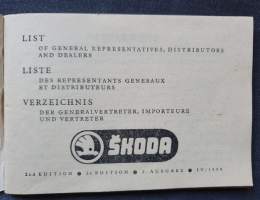 LIST
OF GENERAL REPRESENTATIVES, DISTRIBUTORS
AND DEALERS
LISTE
DES REPRESENTANTS GENERAUX
ET DISTRIBUTEURS
VERZEICHNIS
DER GENERALVERTRETER, IMPORTEURE
UND VERTRETER
ŠKODA
2nd EDITION • 2e EDITION • 2. AUSGABE •